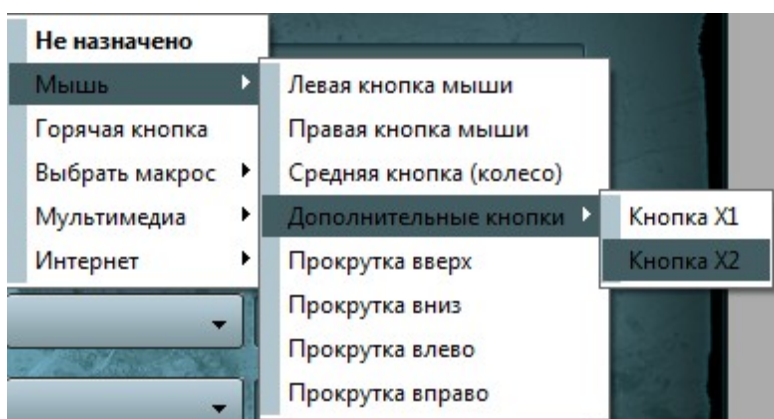 Не назначено
Мышь
Горячая кнопка
Выбрать макрос
Мультимедиа
Интернет
Левая кнопка мыши
Правая кнопка мыши
Средняя кнопка (колесо)
Дополнительные кнопки
Прокрутка вверх
Прокрутка вниз
Прокрутка влево
Прокрутка вправо
Кнопка X1
Кнопка X2